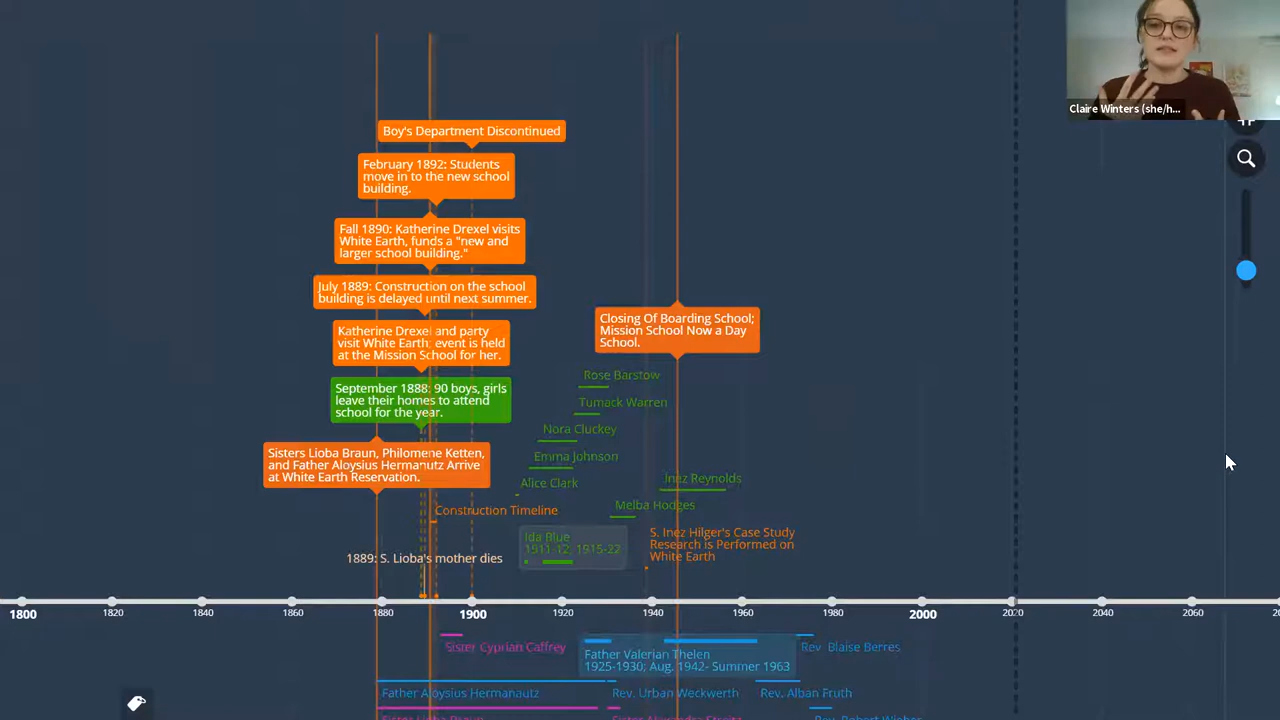 Claire Winters (she/h...
Boy's Department Discontinued
February 1892: Students
move in to the new school
building.
Fall 1890: Katherine Drexel visits
White Earth, funds a "new and
larger school building."
July 1889: Construction on the school
building is delayed until next summer.
Katherine Drexel and party
visit White Earth; event is held
at the Mission School for her.
September 1888: 90 boys, girls
leave their homes to attend
school for the year.
Sisters Lioba Braun, Philomene Ketten,
and Father Aloysius Hermanutz Arrive
at White Earth Reservation.
Closing Of Boarding School;
Mission School Now a Day
School.
Rose Barstow
Tumack Warren
Nora Cluckey
Emma Johnson
Alice Clark
Inez Reynolds
Melba Hodges
Construction Timeline
Ida Blue
1911-12, 1915-22
S. Inez Hilger's Case Study
Research is Performed on
White Earth
1889: S. Lioba's mother dies
1800 1820 1840 1860 1880 1900 1920 1940 1960 1980 2000 2020 2040 2060
Sister Cyprian Caffrey
Father Valerian Thelen
1925-1930; Aug. 1942- Summer 1963
Rev. Blaise Berres
Father Aloysius Hermanutz
Rev. Urban Weckwerth
Rev. Alban Fruth
Sister Lioba Braun